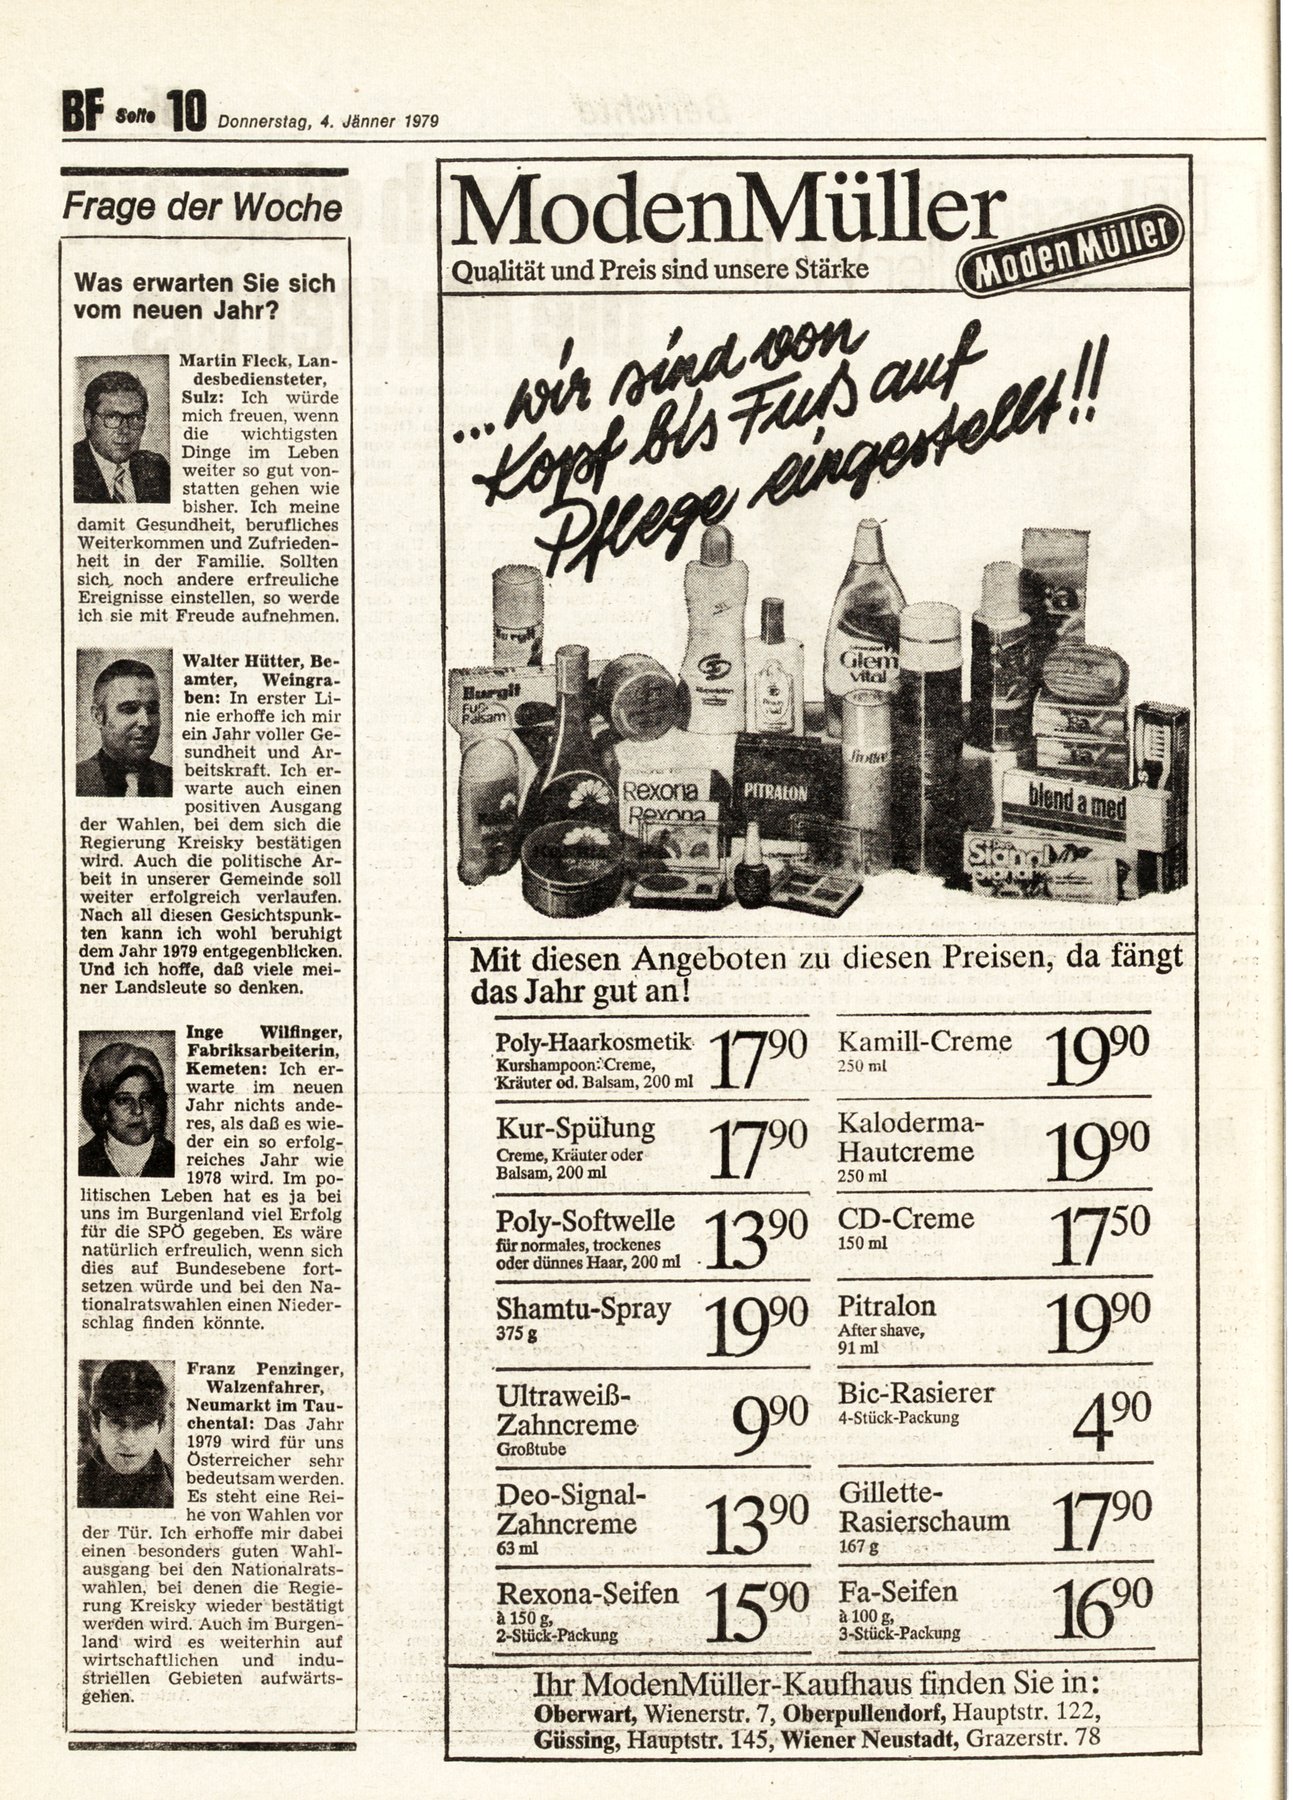 BF Seite 10 Donnerstag, 4. Jänner 1979
Frage der Woche
Was erwarten Sie sich
vom neuen Jahr?
Martin Fleck, Lan-
desbediensteter,
Sulz: Ich würde
mich freuen, wenn
die wichtigsten
Dinge im Leben
weiter so gut von-
statten gehen wie
bisher. Ich meine
damit Gesundheit, berufliches
Weiterkommen und Zufrieden-
heit in der Familie. Sollten
sich noch andere erfreuliche
Ereignisse einstellen, so werde
ich sie mit Freude aufnehmen.
Walter Hütter, Be-
amter, Weingra-
ben: In erster Li-
nie erhoffe ich mir
ein Jahr voller Ge-
sundheit und Ar-
beitskraft. Ich er-
warte auch einen
positiven Ausgang
der Wahlen, bei dem sich die
Regierung Kreisky bestätigen
wird. Auch die politische Ar-
beit in unserer Gemeinde soll
weiter erfolgreich verlaufen.
Nach all diesen Gesichtspunk-
ten kann ich wohl beruhigt
dem Jahr 1979 entgegenblicken.
Und ich hoffe, daß viele mei-
ner Landsleute so denken.
Inge Wilfinger,
Fabriksarbeiterin,
Kemeten: Ich er-
warte im neuen
Jahr nichts ande-
res, als daß es wie-
der ein so erfolg-
reiches Jahr wie
1978 wird. Im po-
litischen Leben hat es ja bei
uns im Burgenland viel Erfolg
für die SPÖ gegeben. Es wäre
natürlich erfreulich, wenn sich
dies auf Bundesebene fort-
setzen würde und bei den Na-
tionalratswahlen einen Nieder-
schlag finden könnte.
Franz Penzinger,
Walzenfahrer,
Neumarkt im Tau-
chental: Das Jahr
1979 wird für uns
Österreicher sehr
bedeutsam werden.
Es steht eine Rei-
he von Wahlen vor
der Tür. Ich erhoffe mir dabei
einen besonders guten Wahl-
ausgang bei den Nationalrats-
wahlen, bei denen die Regie-
rung Kreisky wieder bestätigt
werden wird. Auch im Burgen-
land wird es weiterhin auf
wirtschaftlichen und indu-
striellen Gebieten aufwärts-
gehen.
ModenMüller
Qualität und Preis sind unsere Stärke
Moden Müller
...wir sind von
Kopf bis Fuß auf
Pflege eingestellt!!
Burgit
Fuß-
Balsam
Glem
vital
Rexona
Rexona
PITRALON
blend a med
Signal
Mit diesen Angeboten zu diesen Preisen, da fängt
das Jahr gut an!
Poly-Haarkosmetik 17 90
Kurshampoon: Creme,
Kräuter od. Balsam, 200 ml
Kur-Spülung 17 90
Creme, Kräuter oder
Balsam, 200 ml
Poly-Softwelle 13 90
für normales, trockenes
oder dünnes Haar, 200 ml
Shamtu-Spray 19 90
375 g
Ultraweiß-
Zahncreme 9 90
Großtube
Deo-Signal-
Zahncreme 13 90
63 ml
Rexona-Seifen 15 90
à 150 g,
2-Stück-Packung
Kamill-Creme 19 90
250 ml
Kaloderma-
Hautcreme 19 90
250 ml
CD-Creme 17 50
150 ml
Pitralon 19 90
After shave,
91 ml
Bic-Rasierer 4 90
4-Stück-Packung
Gillette-
Rasierschaum 17 90
167 g
Fa-Seifen 16 90
à 100 g,
3-Stück-Packung
Ihr ModenMüller-Kaufhaus finden Sie in:
Oberwart, Wienerstr. 7, Oberpullendorf, Hauptstr. 122,
Güssing, Hauptstr. 145, Wiener Neustadt, Grazerstr. 78